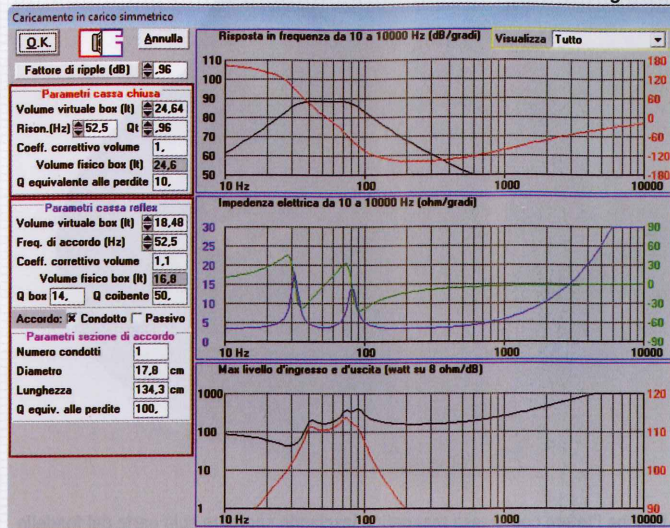 Caricamento in carico simmetrico
O.K.
Annulla
Fattore di ripple (dB) ,96
Parametri cassa chiusa
Volume virtuale box (lt) 24,64
Rison.(Hz) 52,5 Qt ,96
Coeff. correttivo volume 1,
Volume fisico box (lt) 24,6
Q equivalente alle perdite 10,
Parametri cassa reflex
Volume virtuale box (lt) 18,48
Freq. di accordo (Hz) 52,5
Coeff. correttivo volume 1,1
Volume fisico box (lt) 16,8
Q box 14, Q coibente 50,
Accordo: Condotto Passivo
Parametri sezione di accordo
Numero condotti 1
Diametro 17,8 cm
Lunghezza 134,3 cm
Q equiv. alle perdite 100,
Risposta in frequenza da 10 a 10000 Hz (dB/gradi)
Visualizza Tutto
110 180
100 120
90 60
80 0
70 -60
60 -120
50 -180
10 Hz 100 1000 10000
Impedenza elettrica da 10 a 10000 Hz (ohm/gradi)
30 90
25 60
20 30
15 0
10 -30
5 -60
0 -90
10 Hz 100 1000 10000
Max livello d'ingresso e d'uscita (watt su 8 ohm/dB)
1000 120
100 110
10 100
1 90
10 Hz 100 1000 10000